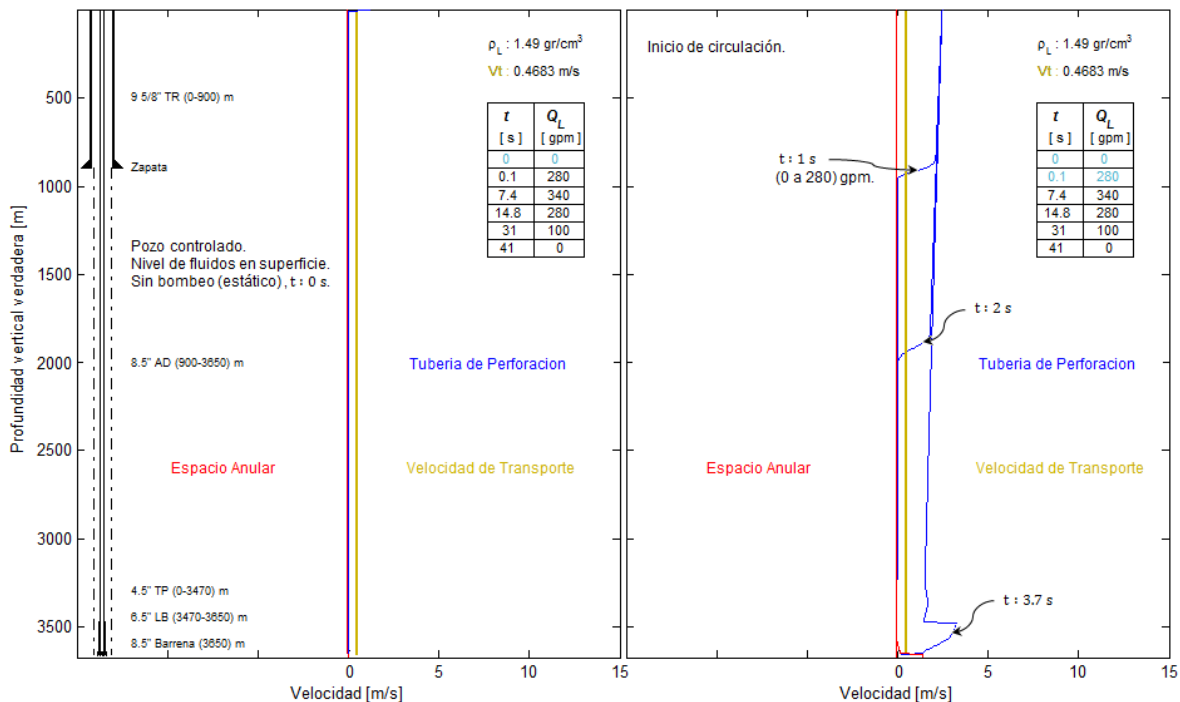 Profundidad vertical verdadera [m]
500
1000
1500
2000
2500
3000
3500
9 5/8" TR (0-900) m
Zapata
Pozo controlado.
Nivel de fluidos en superficie.
Sin bombeo (estático), t : 0 s.
8.5" AD (900-3650) m
Espacio Anular
4.5" TP (0-3470) m
6.5" LB (3470-3650) m
8.5" Barrena (3650) m
ρL : 1.49 gr/cm3
Vt : 0.4683 m/s
t QL
[ s ] [ gpm ]
0 0
0.1 280
7.4 340
14.8 280
31 100
41 0
Tuberia de Perforacion
Velocidad de Transporte
0 5 10 15
Velocidad [m/s]
Inicio de circulación.
ρL : 1.49 gr/cm3
Vt : 0.4683 m/s
t QL
[ s ] [ gpm ]
0 0
0.1 280
7.4 340
14.8 280
31 100
41 0
t : 1 s
(0 a 280) gpm.
t : 2 s
Tuberia de Perforacion
Espacio Anular
Velocidad de Transporte
t : 3.7 s
0 5 10 15
Velocidad [m/s]